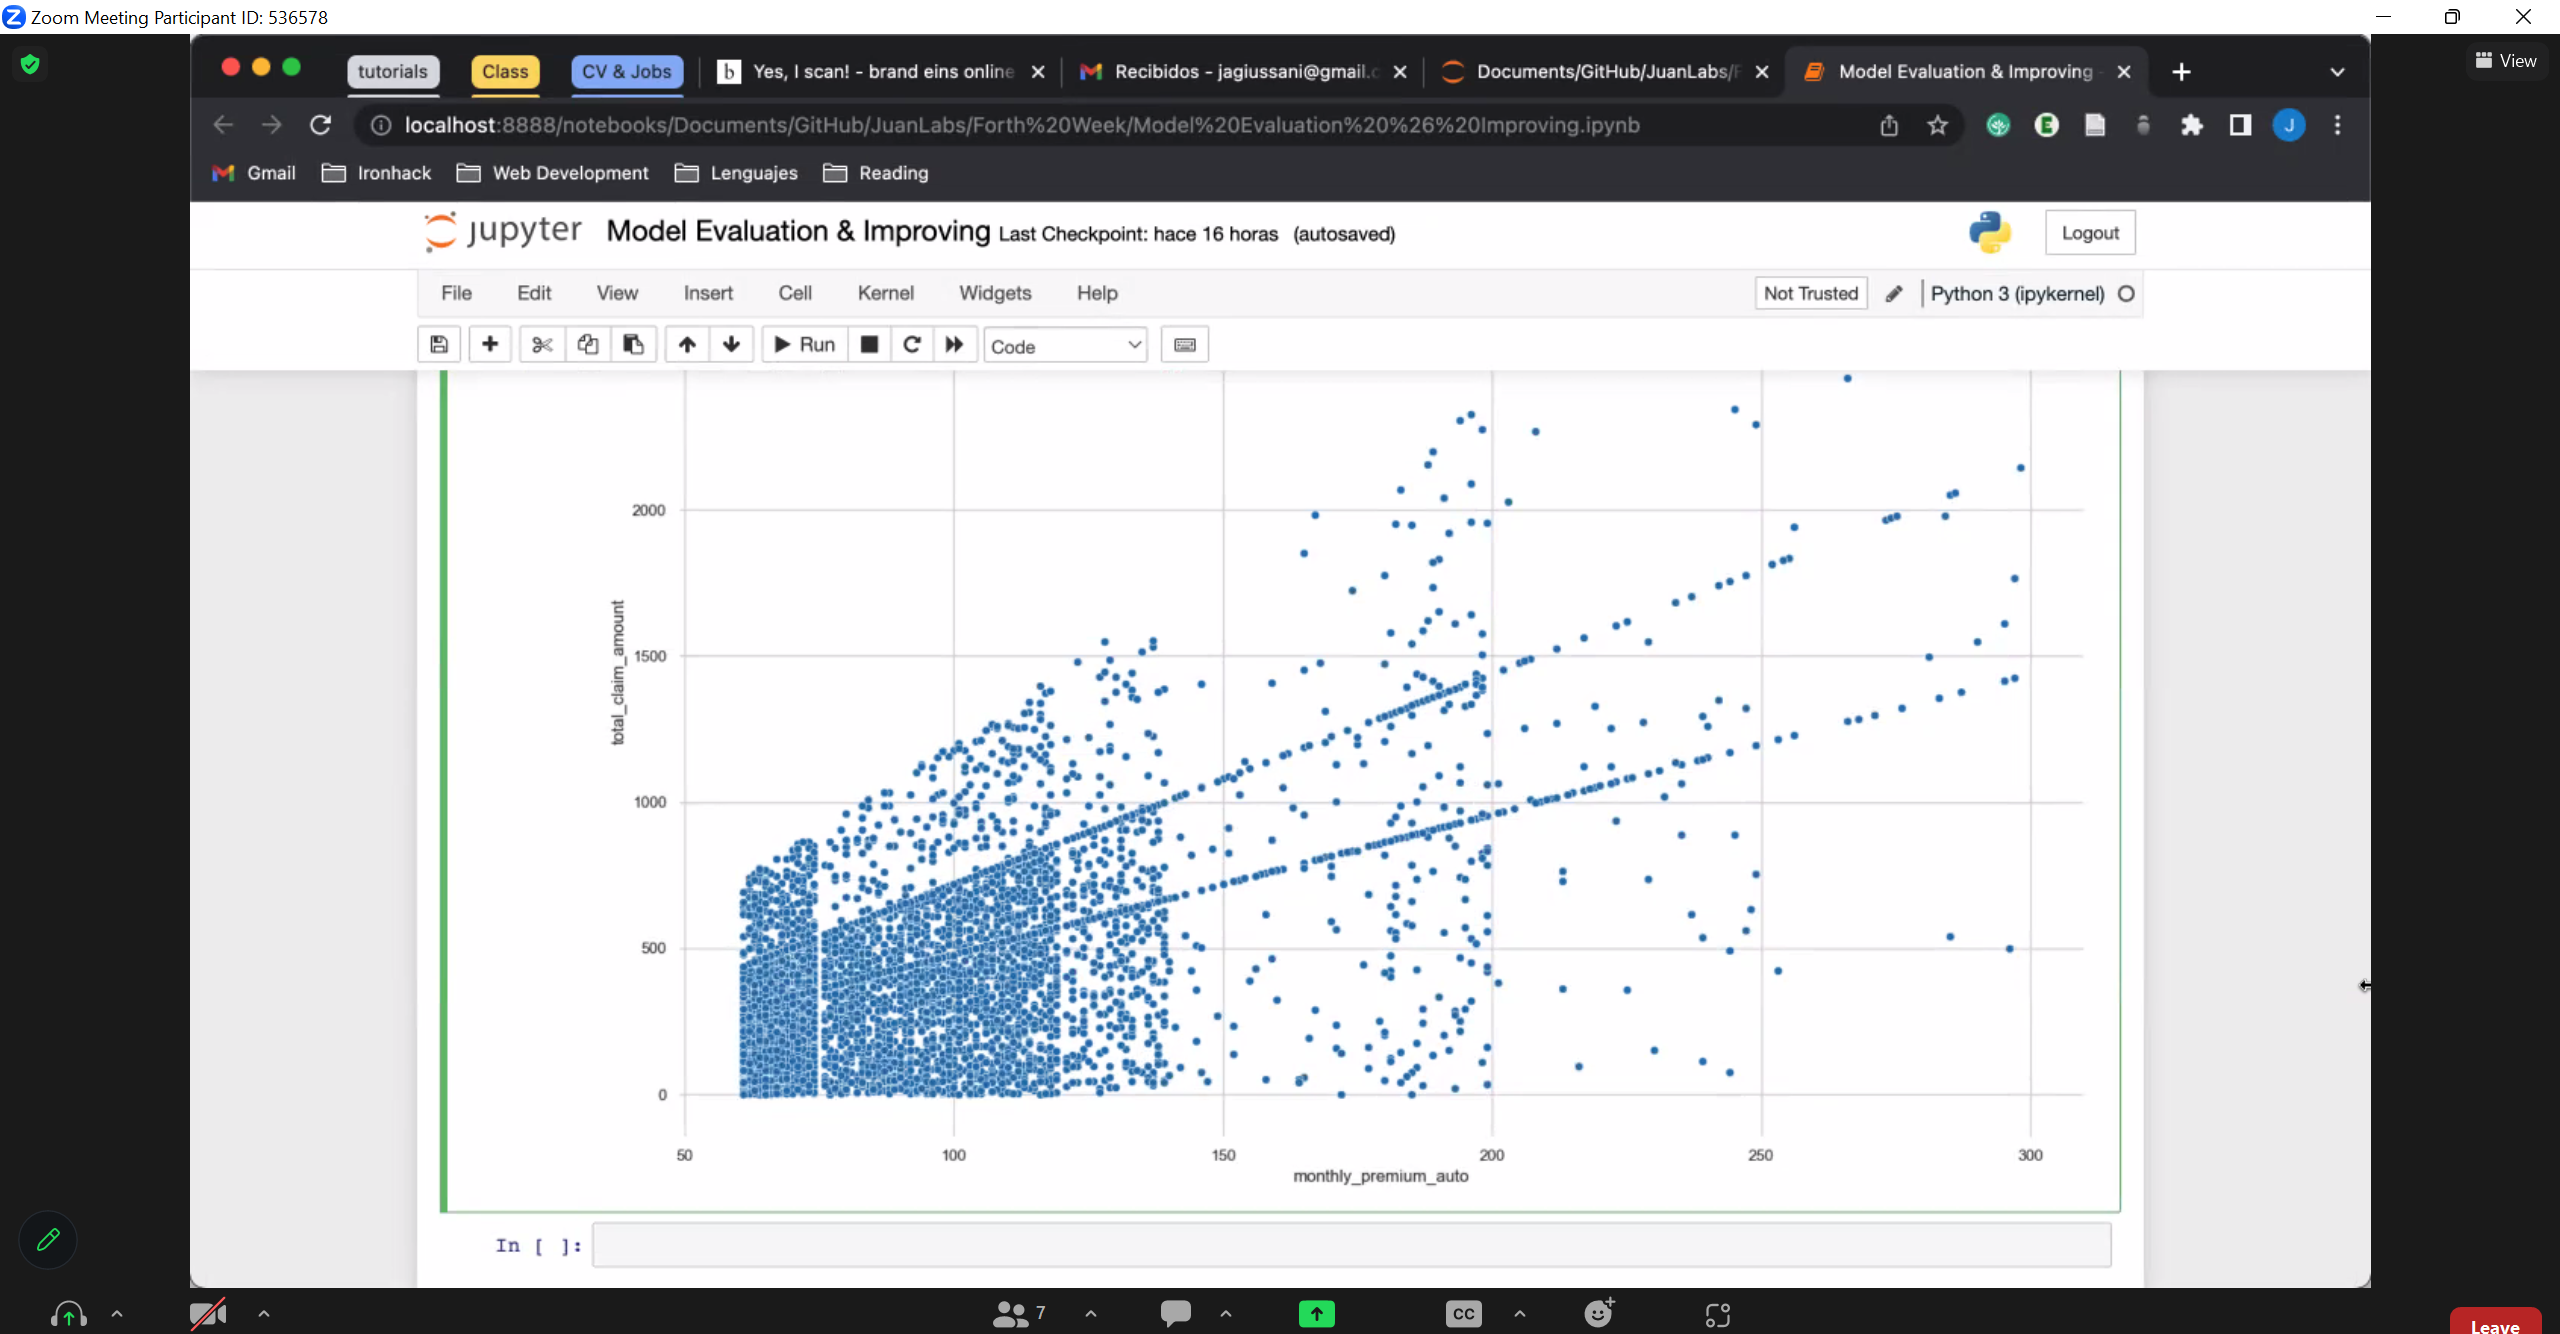 Zoom Meeting Participant ID: 536578
View
tutorials Class CV & Jobs Yes, I scan! - brand eins online Recibidos - jagiussani@gmail.c Documents/GitHub/JuanLabs/F Model Evaluation & Improving -
localhost:8888/notebooks/Documents/GitHub/JuanLabs/Forth%20Week/Model%20Evaluation%20%26%20Improving.ipynb
J
Gmail Ironhack Web Development Lenguajes Reading
jupyter Model Evaluation & Improving Last Checkpoint: hace 16 horas (autosaved) Logout
File Edit View Insert Cell Kernel Widgets Help Not Trusted Python 3 (ipykernel)
Run Code
2000
1500
1000
500
0
total_claim_amount
50 100 150 200 250 300
monthly_premium_auto
In [ ]:
7 CC Leave